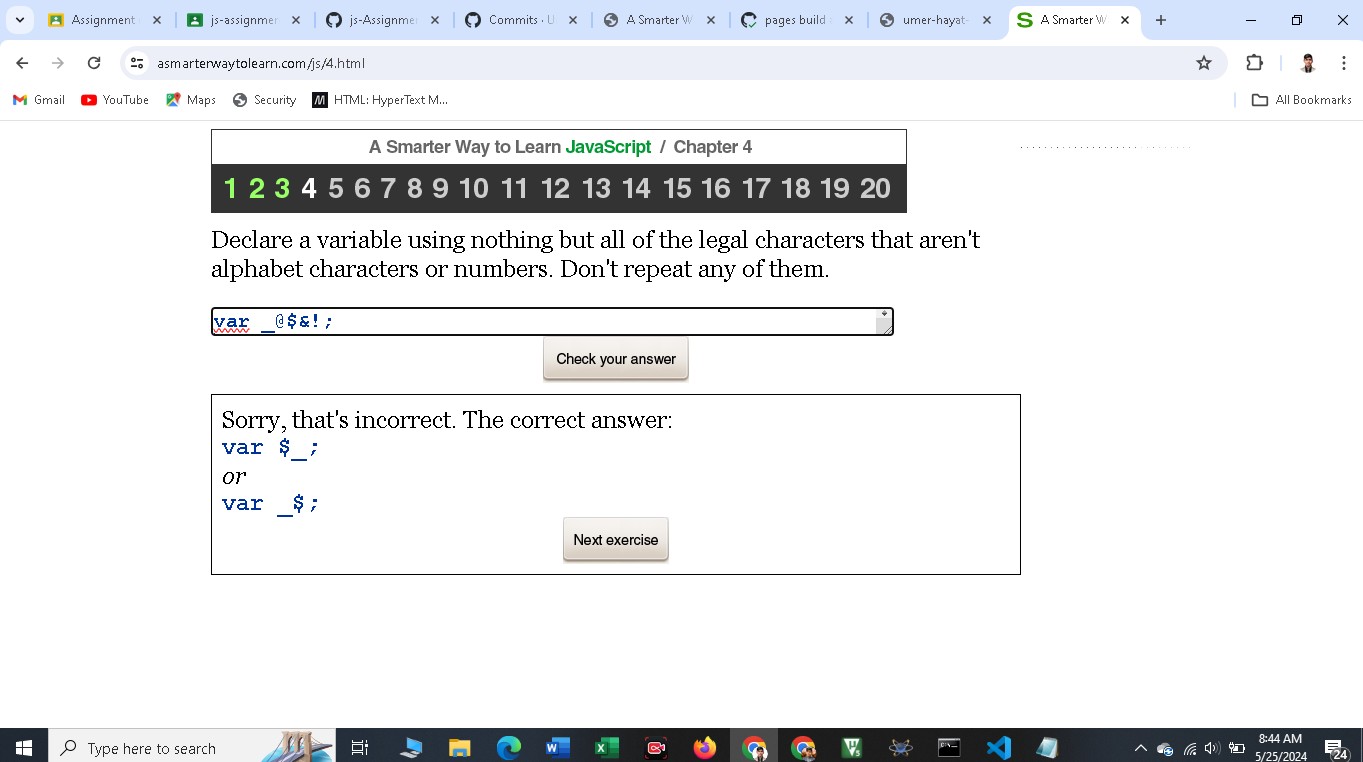 Assignment
js-assignmer
js-Assignme
Commits · U
A Smarter W
pages build
umer-hayat-
A Smarter W
asmarterwaytolearn.com/js/4.html
Gmail
YouTube
Maps
Security
HTML: HyperText M...
All Bookmarks
A Smarter Way to Learn JavaScript / Chapter 4
1 2 3 4 5 6 7 8 9 10 11 12 13 14 15 16 17 18 19 20
Declare a variable using nothing but all of the legal characters that aren't
alphabet characters or numbers. Don't repeat any of them.
var _@$&!;
Check your answer
Sorry, that's incorrect. The correct answer:
var $_;
or
var _$;
Next exercise
Type here to search
8:44 AM
5/25/2024
24